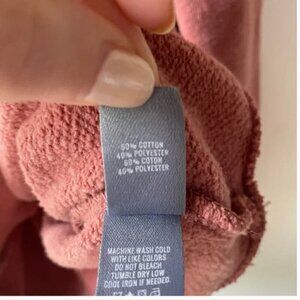 60% COTTON
40% POLYESTER
60% COTON
40% POLYESTER
MACHINE WASH COLD
WITH LIKE COLORS
DO NOT BLEACH
TUMBLE DRY LOW
COOL IRON IF NEEDED.